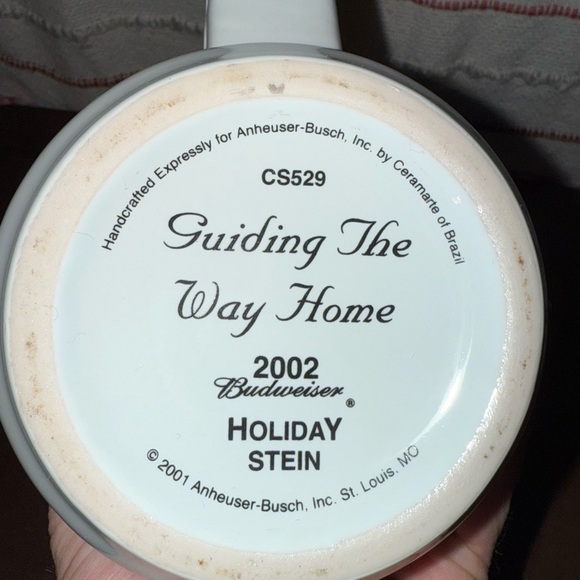 Handcrafted Expressly for Anheuser-Busch, Inc. by Ceramarte of Brazil
CS529
Guiding The
Way Home
2002
Budweiser®
HOLIDAY
STEIN
© 2001 Anheuser-Busch, Inc. St. Louis, MO